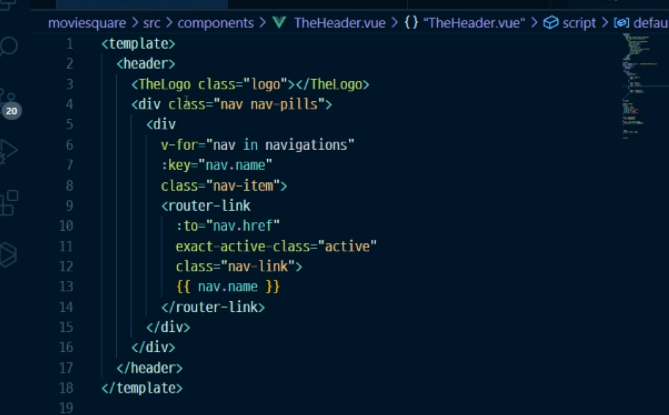 moviesquare > src > components > TheHeader.vue > {} "TheHeader.vue" > script > defau
1 <template>
2 <header>
3 <TheLogo class="logo"></TheLogo>
4 <div class="nav nav-pills">
5 <div
6 v-for="nav in navigations"
7 :key="nav.name"
8 class="nav-item">
9 <router-link
10 :to="nav.href"
11 exact-active-class="active"
12 class="nav-link">
13 {{ nav.name }}
14 </router-link>
15 </div>
16 </div>
17 </header>
18 </template>
19
20